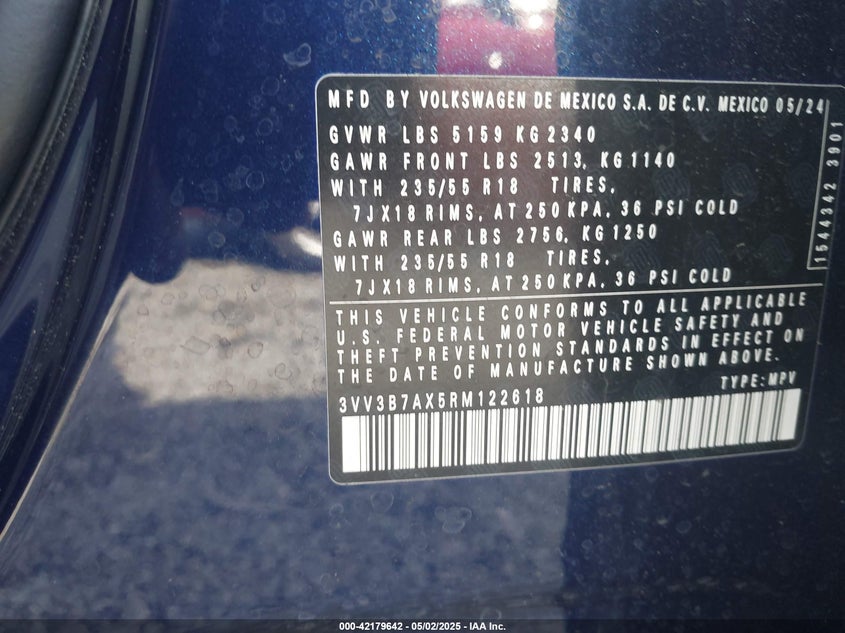 MFD BY VOLKSWAGEN DE MEXICO S.A. DE C.V. MEXICO 05/24
GVWR LBS 5159 KG 2340
GAWR FRONT LBS 2513, KG 1140
WITH 235/55 R18 TIRES,
7JX18 RIMS, AT 250 KPA, 36 PSI COLD
GAWR REAR LBS 2756, KG 1250
WITH 235/55 R18 TIRES,
7JX18 RIMS, AT 250 KPA, 36 PSI COLD
1544342 3901
THIS VEHICLE CONFORMS TO ALL APPLICABLE
U.S. FEDERAL MOTOR VEHICLE SAFETY AND
THEFT PREVENTION STANDARDS IN EFFECT ON
THE DATE OF MANUFACTURE SHOWN ABOVE.
TYPE: MPV
3VV3B7AX5RM122618
000-42179642 - 05/02/2025 - IAA Inc.